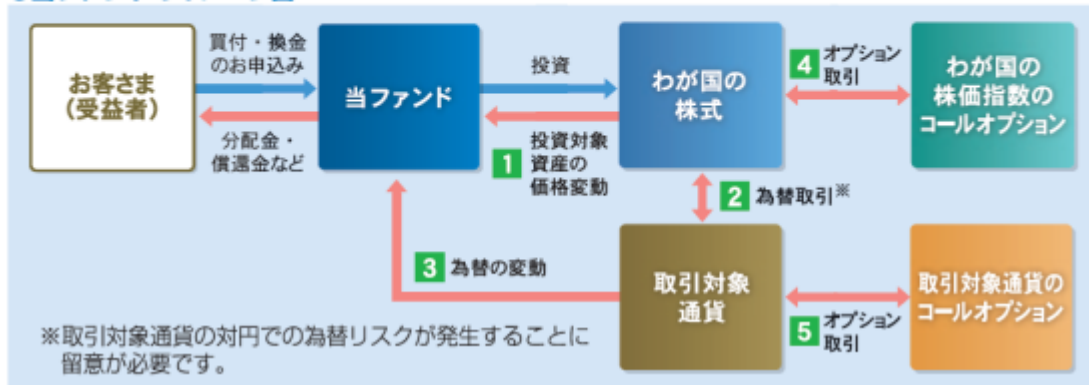 お客さま
（受益者）
買付・換金
のお申込み
分配金・
償還金など
当ファンド
投資
1 投資対象
資産の
価格変動
わが国の
株式
4 オプション
取引
わが国の
株価指数の
コールオプション
2 為替取引※
3 為替の変動
取引対象
通貨
5 オプション
取引
取引対象通貨の
コールオプション
※取引対象通貨の対円での為替リスクが発生することに
留意が必要です。